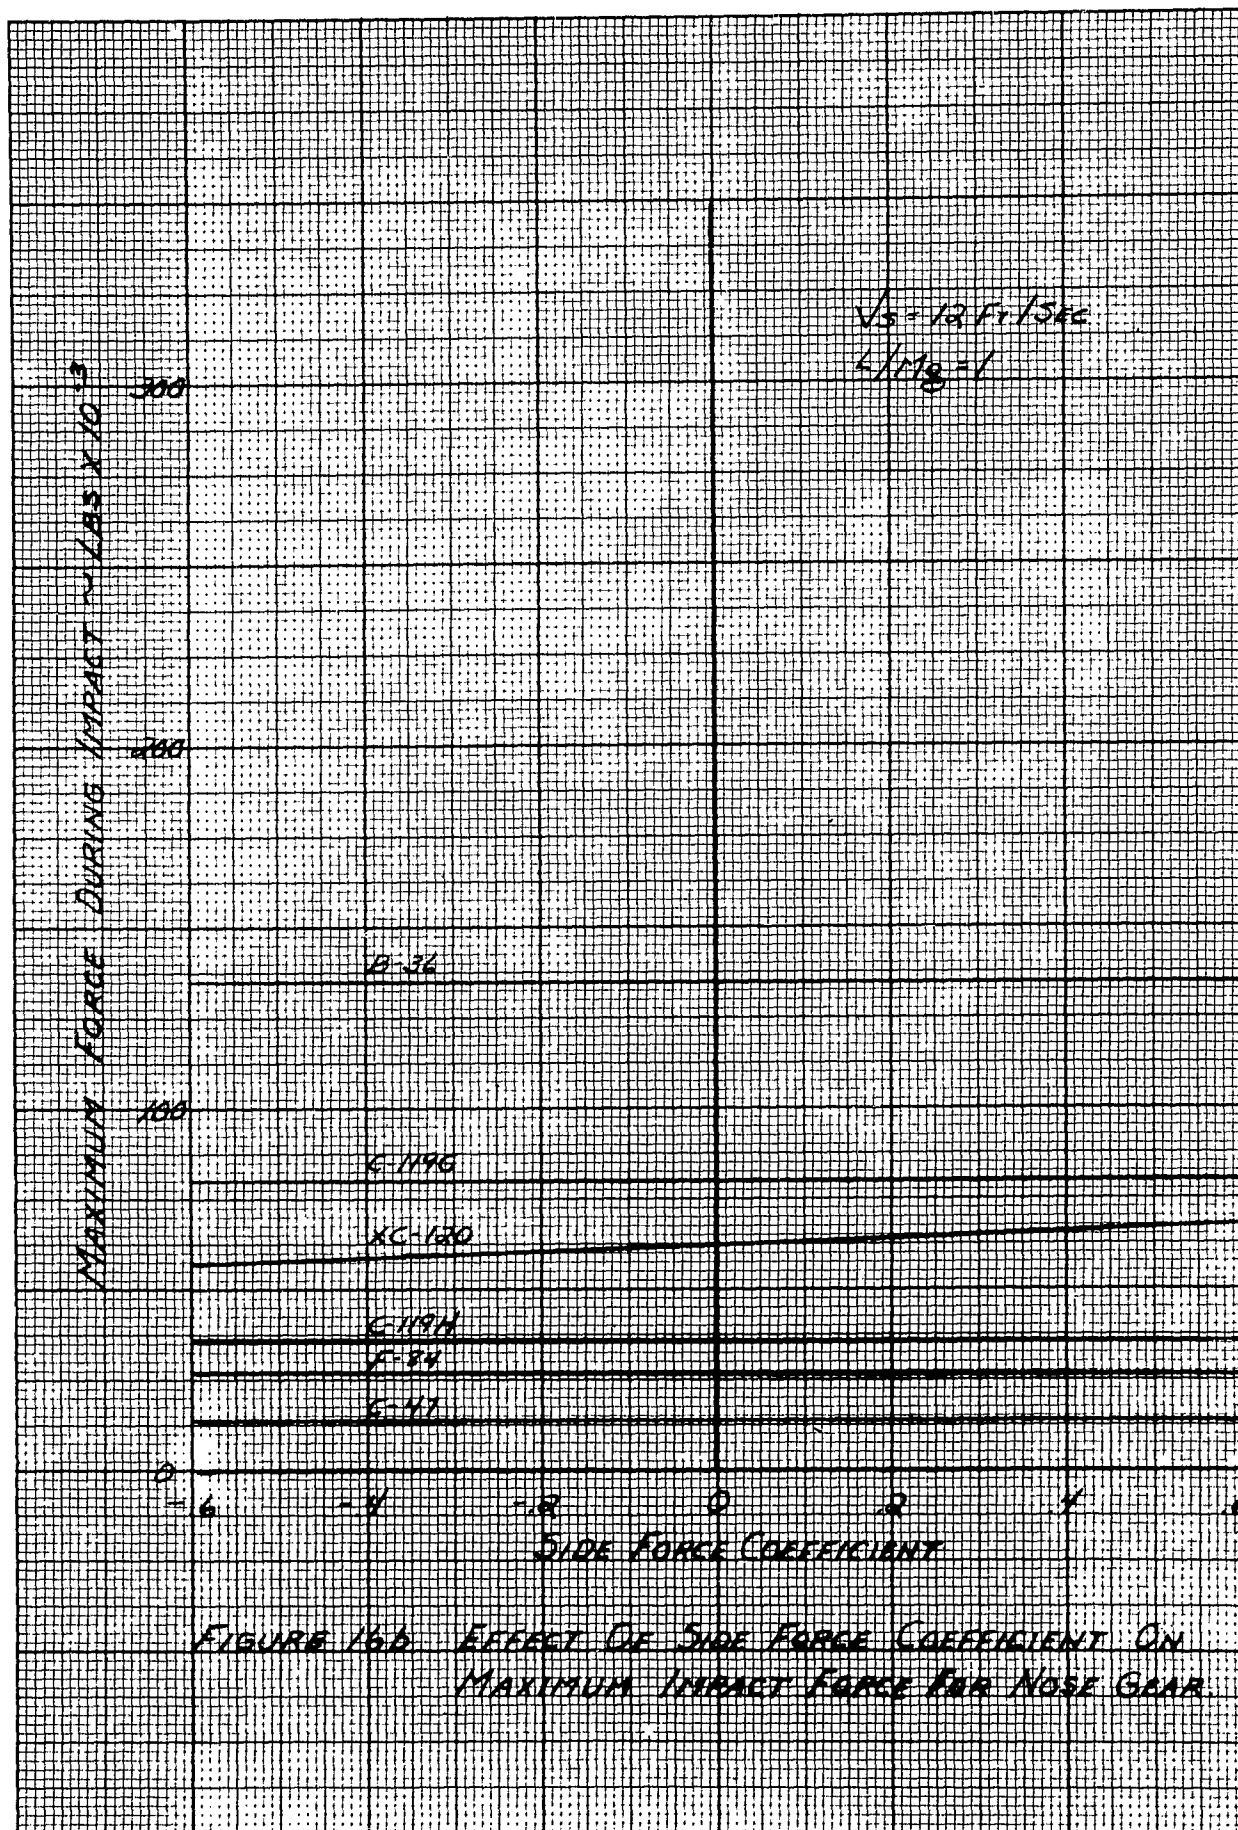 Vs = 12 FT/SEC
L/Mg = 1
MAXIMUM FORCE DURING IMPACT ~ LBS X 10-3
300
200
100
0
B-36
C-119G
XC-120
C-119H
F-84
C-47
-.6 -.4 -.2 0 .2 .4
SIDE FORCE COEFFICIENT
FIGURE 16b EFFECT OF SIDE FORCE COEFFICIENT ON
MAXIMUM IMPACT FORCE FOR NOSE GEAR